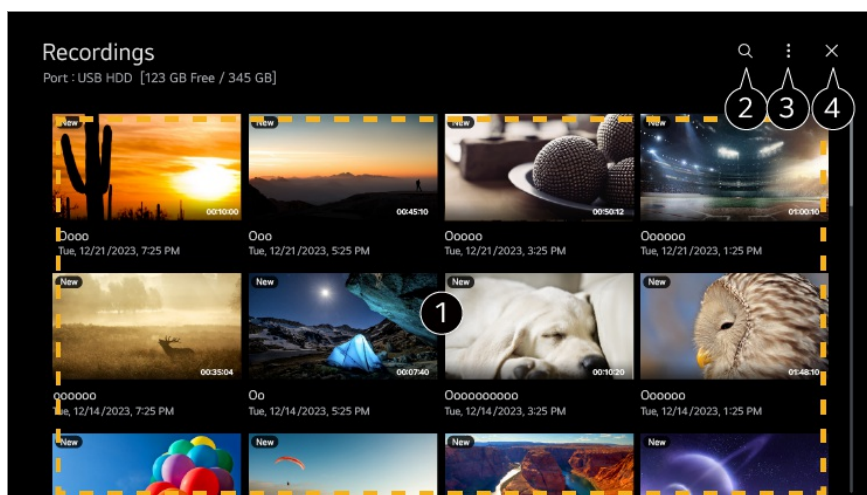 Recordings
Port : USB HDD [123 GB Free / 345 GB]
2 3 4
New New New New
00:10:00 00:45:10 00:50:12 01:00:10
Oooo Ooo Ooooo Oooooo
Tue, 12/21/2023, 7:25 PM Tue, 12/21/2023, 5:25 PM Tue, 12/21/2023, 3:25 PM Tue, 12/21/2023, 1:25 PM
New New New New
1
00:35:04 00:07:40 00:10:20 01:48:10
oooooo Oo Oooooooooo Oooooo
Tue, 12/14/2023, 7:25 PM Tue, 12/14/2023, 5:25 PM Tue, 12/14/2023, 3:25 PM Tue, 12/14/2023, 1:25 PM
New New New New